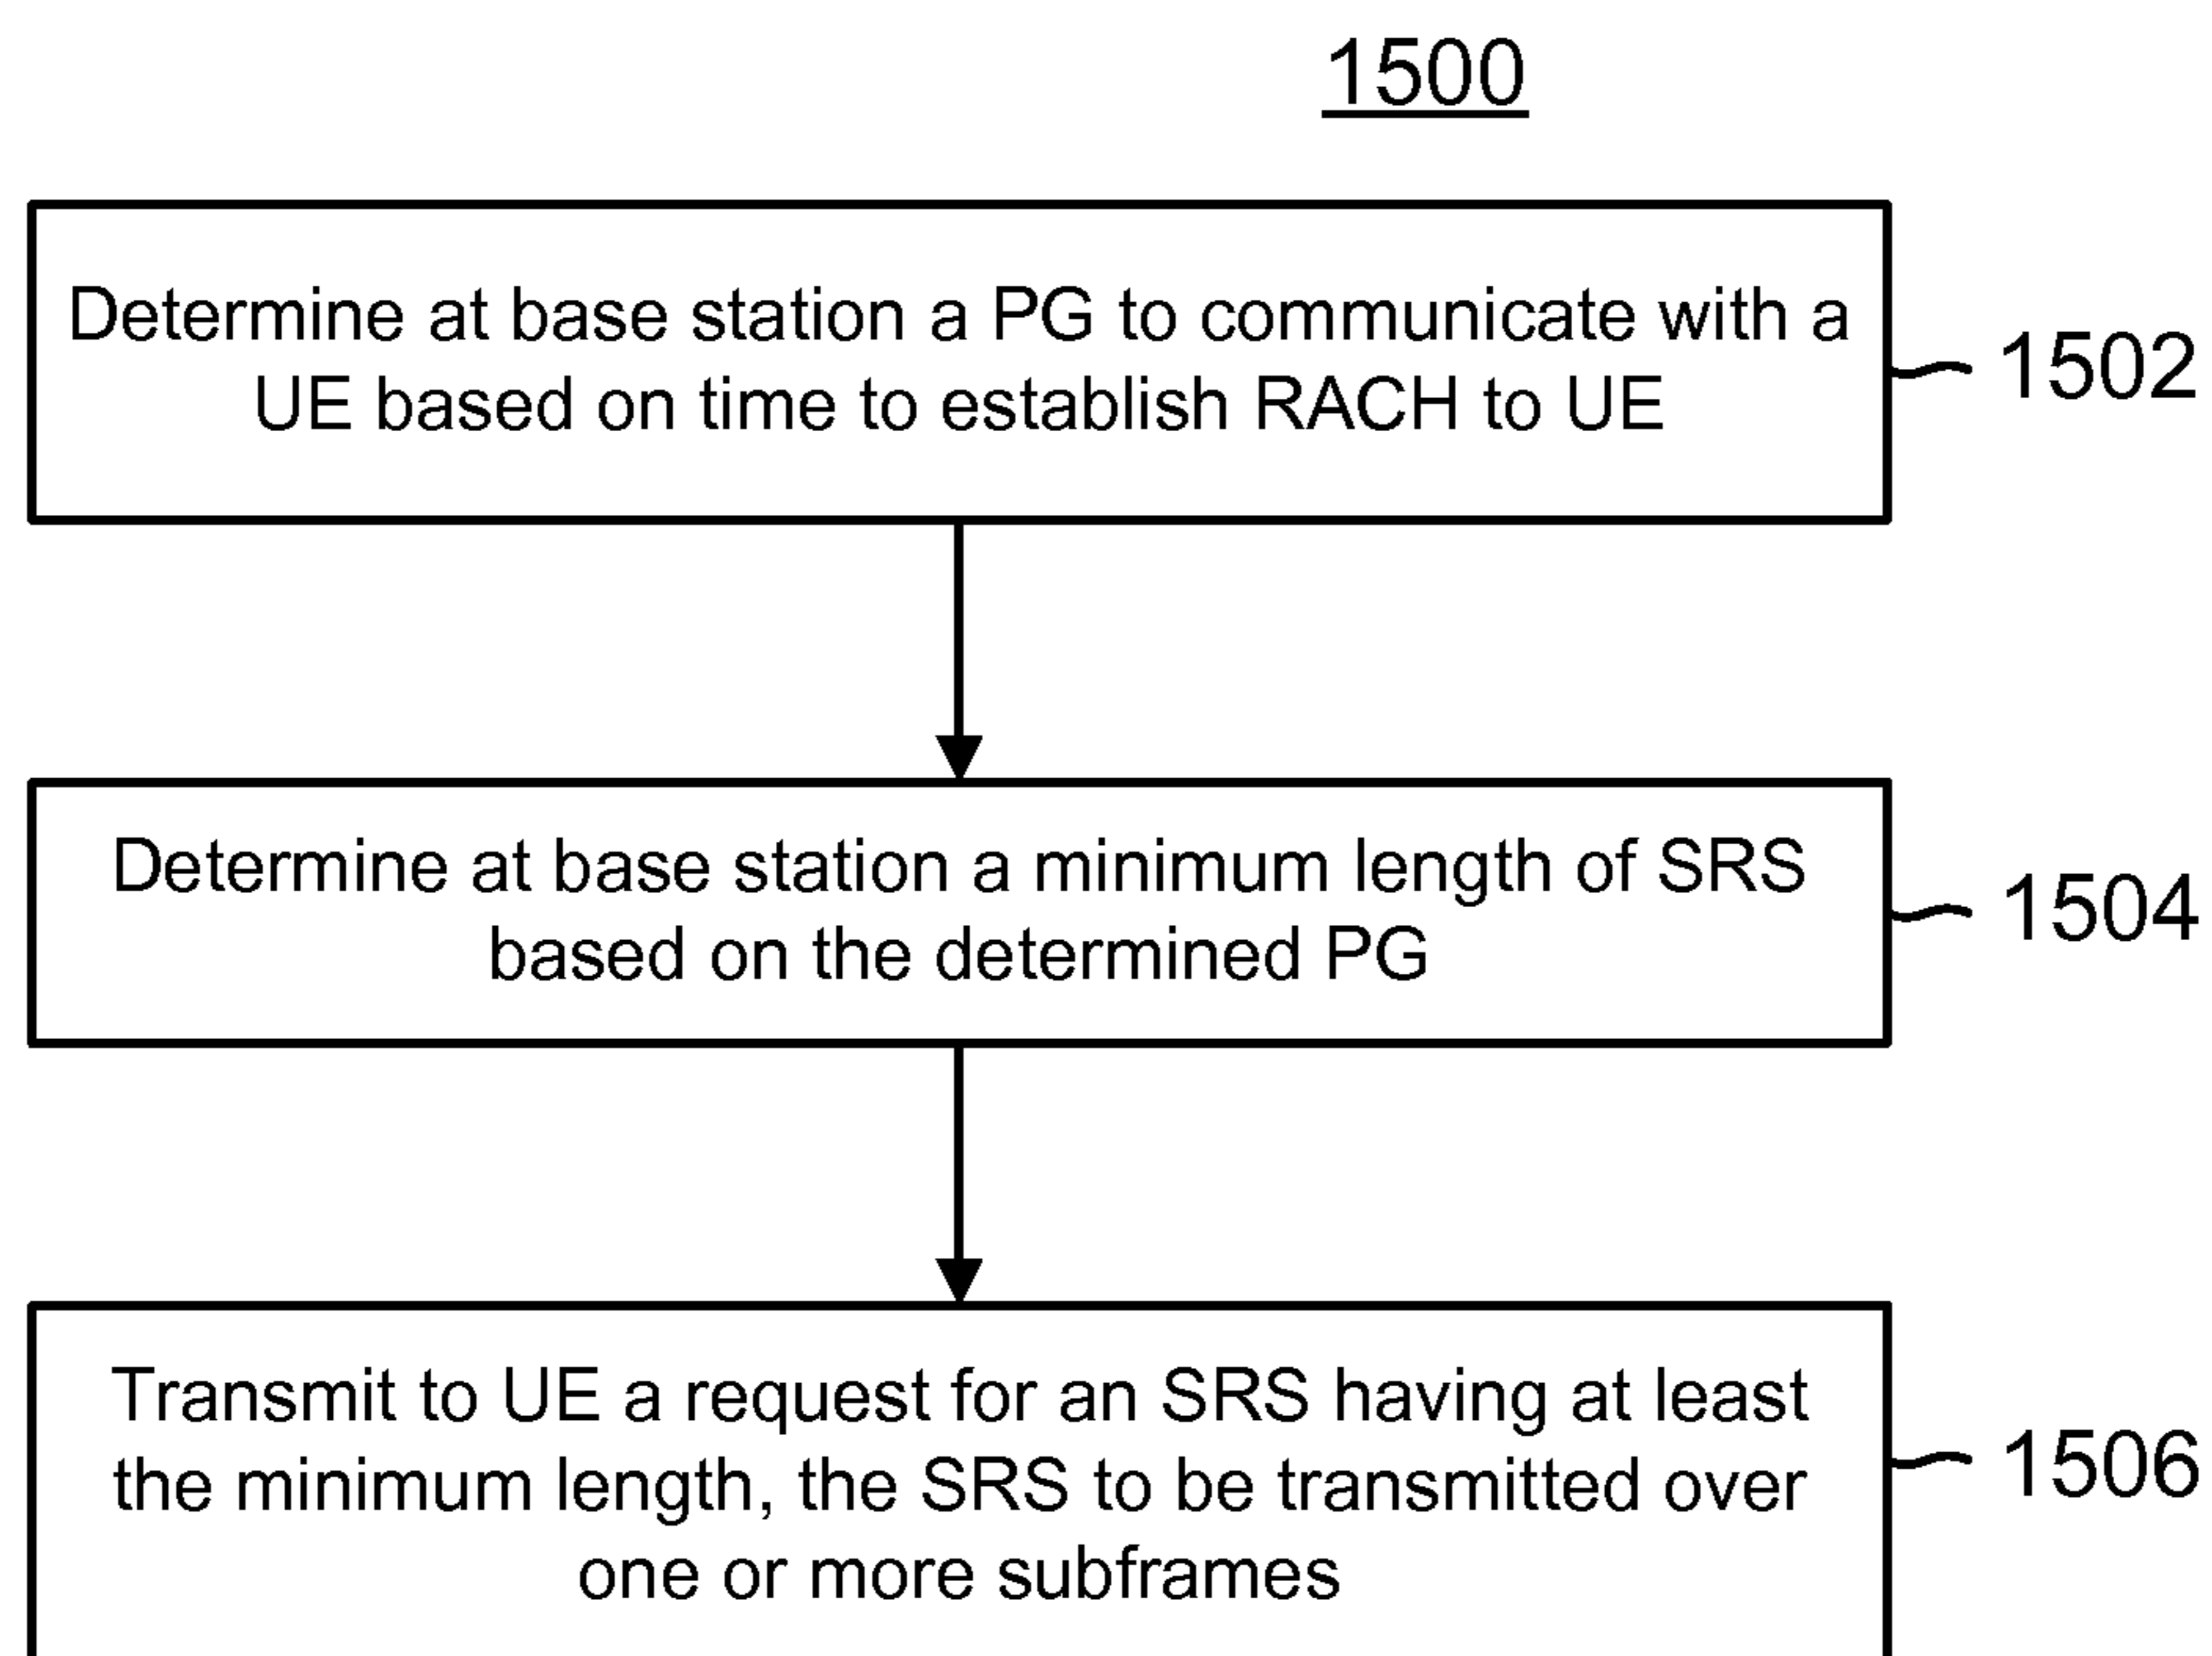 1500
Determine at base station a PG to communicate with a
UE based on time to establish RACH to UE
1502
Determine at base station a minimum length of SRS
based on the determined PG
1504
Transmit to UE a request for an SRS having at least
the minimum length, the SRS to be transmitted over
one or more subframes
1506